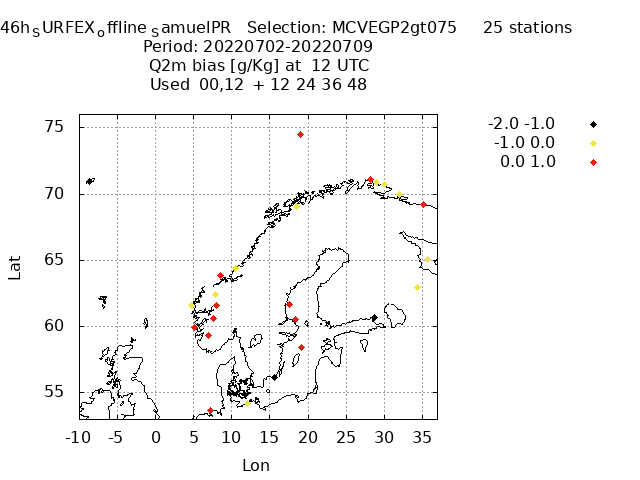 46h SURFEX offline SamuelPR   Selection: MCVEGP2gt075     25 stations
Period: 20220702-20220709
Q2m bias [g/Kg] at  12 UTC
Used 00,12  + 12 24 36 48
-2.0 -1.0
-1.0 0.0
0.0 1.0
75
70
65
60
55
Lat
-10 -5 0 5 10 15 20 25 30 35
Lon